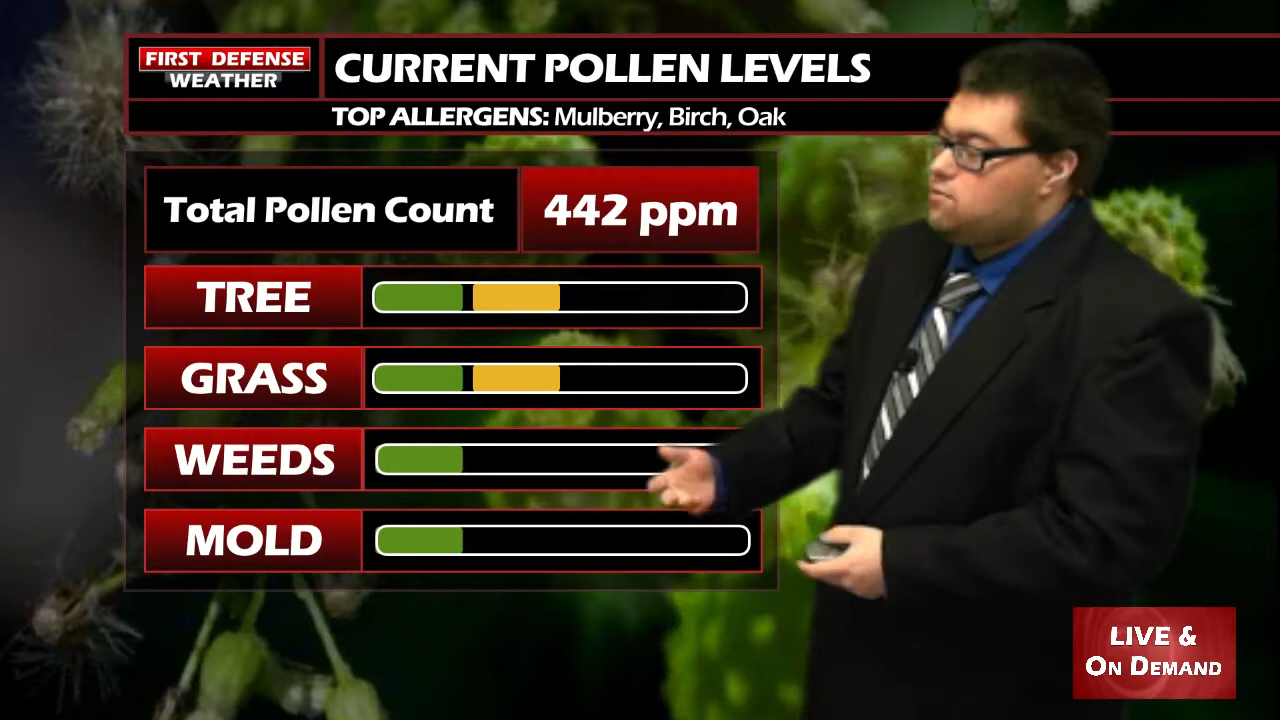 FIRST DEFENSE
WEATHER
CURRENT POLLEN LEVELS
TOP ALLERGENS: Mulberry, Birch, Oak
Total Pollen Count
442 ppm
TREE
GRASS
WEEDS
MOLD
LIVE &
ON DEMAND